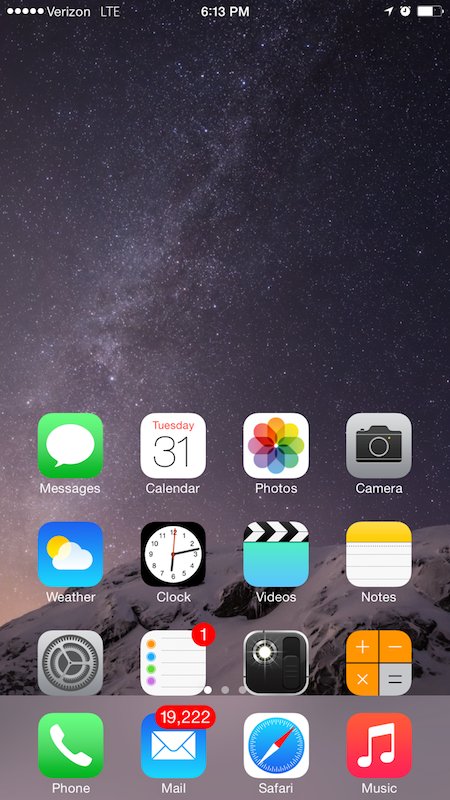 Verizon LTE 6:13 PM
Tuesday
31
Messages Calendar Photos Camera
Weather Clock Videos Notes
1
19,222
Phone Mail Safari Music